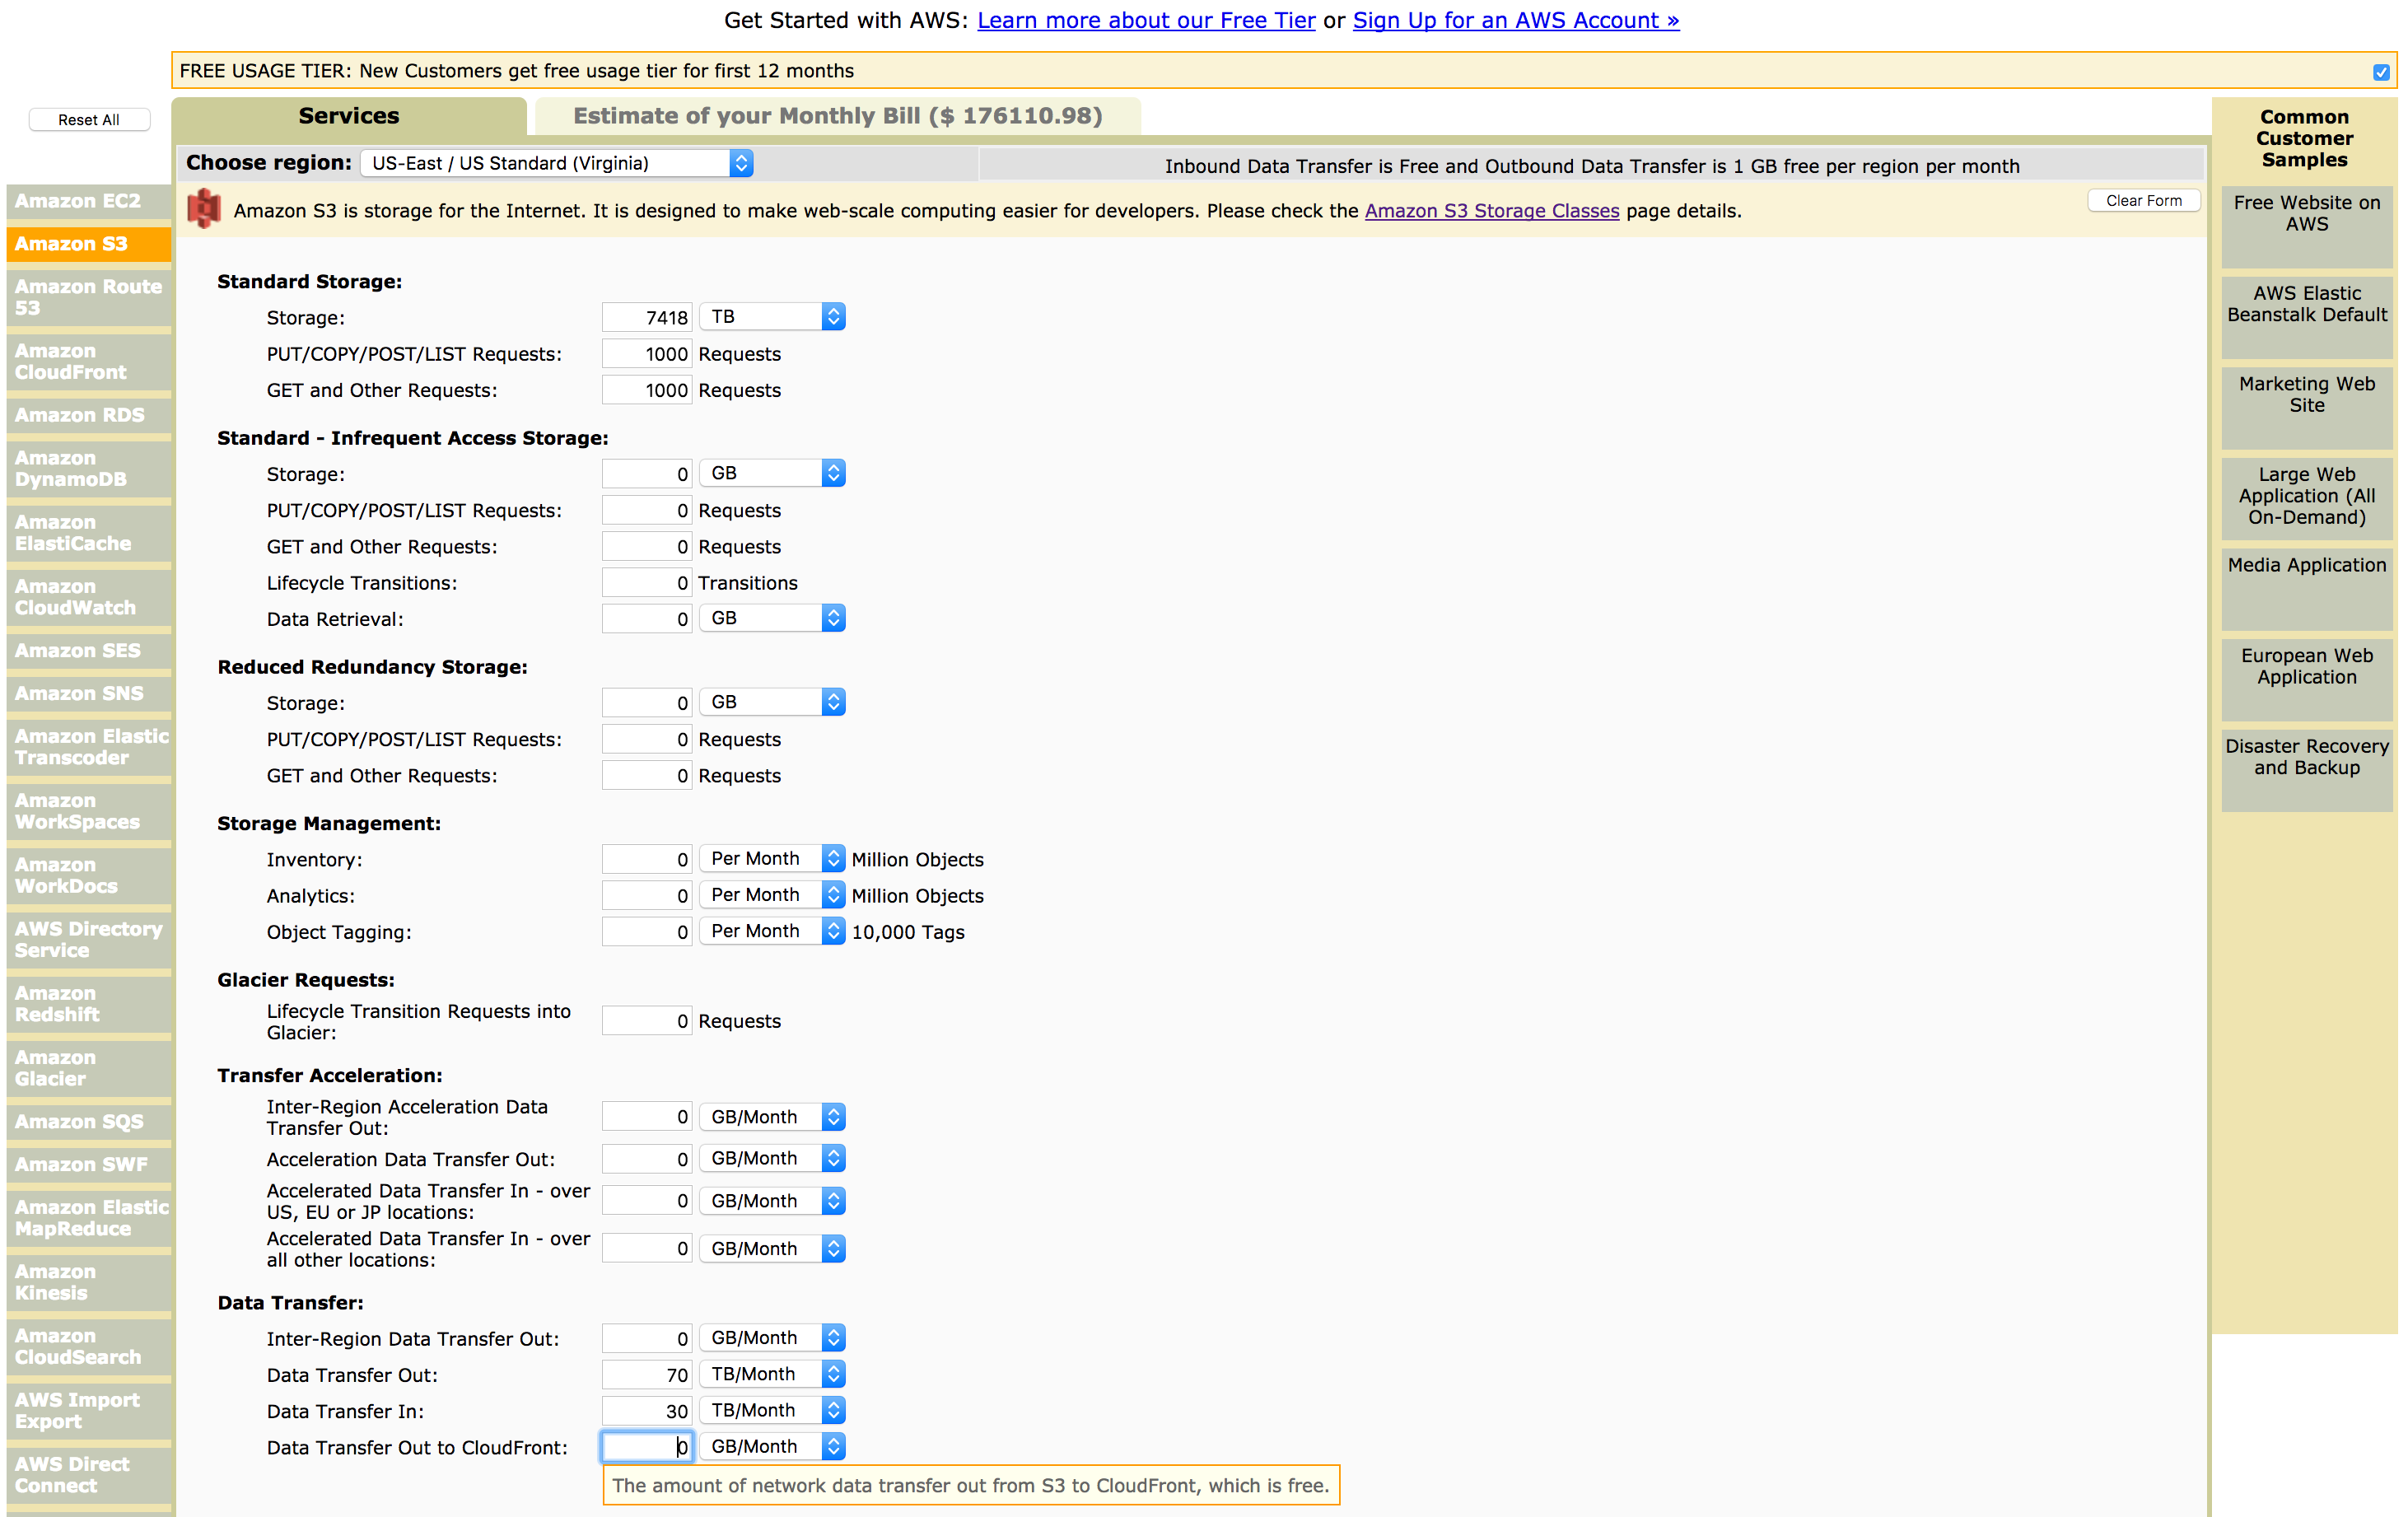 Get Started with AWS: Learn more about our Free Tier or Sign Up for an AWS Account »
FREE USAGE TIER: New Customers get free usage tier for first 12 months
Reset All
Services
Estimate of your Monthly Bill ($ 176110.98)
Choose region: US-East / US Standard (Virginia)
Inbound Data Transfer is Free and Outbound Data Transfer is 1 GB free per region per month
Amazon S3 is storage for the Internet. It is designed to make web-scale computing easier for developers. Please check the Amazon S3 Storage Classes page details.
Clear Form
Amazon EC2
Amazon S3
Amazon Route
53
Amazon
CloudFront
Amazon RDS
Amazon
DynamoDB
Amazon
ElastiCache
Amazon
CloudWatch
Amazon SES
Amazon SNS
Amazon Elastic
Transcoder
Amazon
WorkSpaces
Amazon
WorkDocs
AWS Directory
Service
Amazon
Redshift
Amazon
Glacier
Amazon SQS
Amazon SWF
Amazon Elastic
MapReduce
Amazon
Kinesis
Amazon
CloudSearch
AWS Import
Export
AWS Direct
Connect
Standard Storage:
Storage: 7418 TB
PUT/COPY/POST/LIST Requests: 1000 Requests
GET and Other Requests: 1000 Requests
Standard - Infrequent Access Storage:
Storage: 0 GB
PUT/COPY/POST/LIST Requests: 0 Requests
GET and Other Requests: 0 Requests
Lifecycle Transitions: 0 Transitions
Data Retrieval: 0 GB
Reduced Redundancy Storage:
Storage: 0 GB
PUT/COPY/POST/LIST Requests: 0 Requests
GET and Other Requests: 0 Requests
Storage Management:
Inventory: 0 Per Month Million Objects
Analytics: 0 Per Month Million Objects
Object Tagging: 0 Per Month 10,000 Tags
Glacier Requests:
Lifecycle Transition Requests into
Glacier: 0 Requests
Transfer Acceleration:
Inter-Region Acceleration Data
Transfer Out: 0 GB/Month
Acceleration Data Transfer Out: 0 GB/Month
Accelerated Data Transfer In - over
US, EU or JP locations: 0 GB/Month
Accelerated Data Transfer In - over
all other locations: 0 GB/Month
Data Transfer:
Inter-Region Data Transfer Out: 0 GB/Month
Data Transfer Out: 70 TB/Month
Data Transfer In: 30 TB/Month
Data Transfer Out to CloudFront: 0 GB/Month
The amount of network data transfer out from S3 to CloudFront, which is free.
Common
Customer
Samples
Free Website on
AWS
AWS Elastic
Beanstalk Default
Marketing Web
Site
Large Web
Application (All
On-Demand)
Media Application
European Web
Application
Disaster Recovery
and Backup